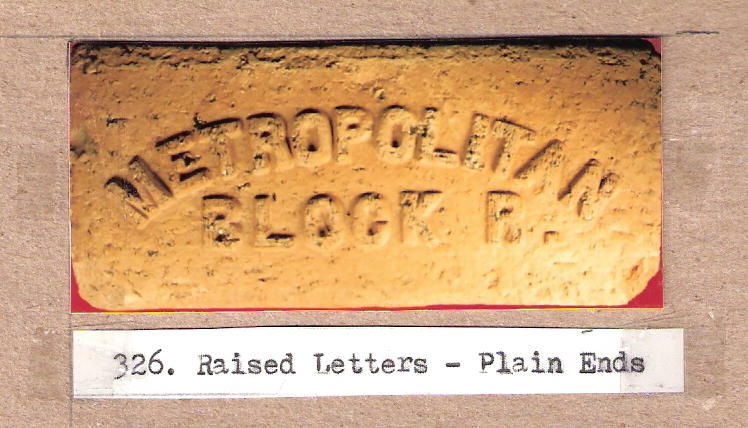 METROPOLITAN
BLOCK R.
326. Raised Letters - Plain Ends